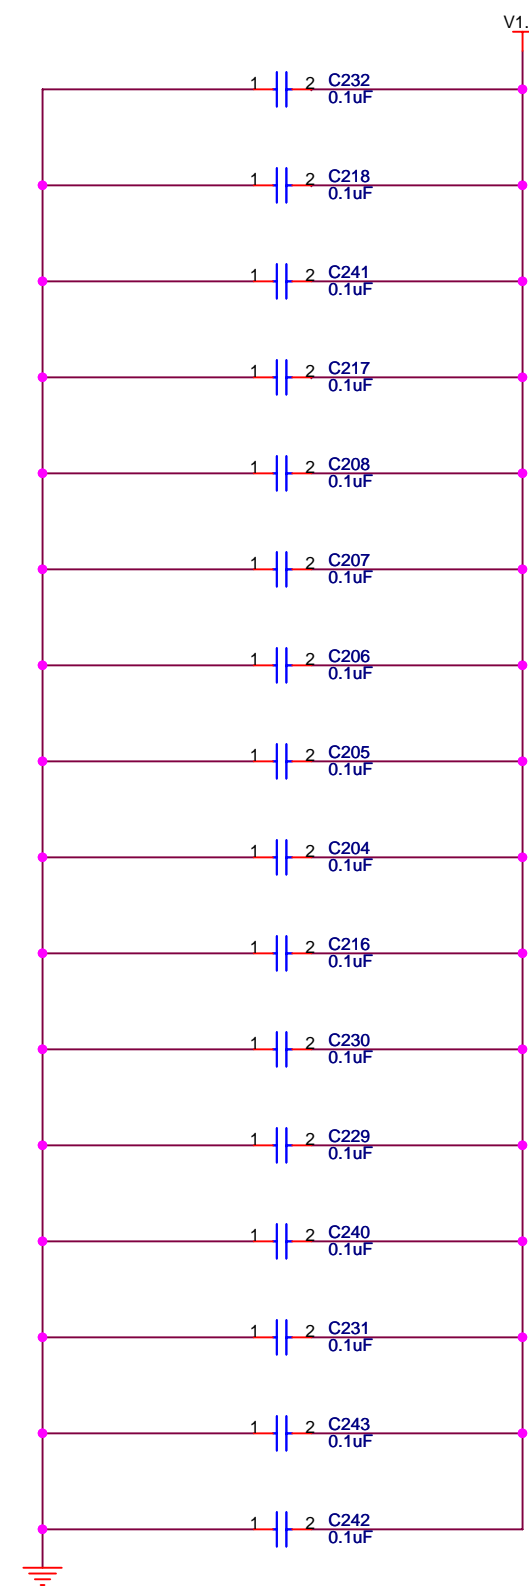 V1.
1 2 C232
0.1uF
1 2 C218
0.1uF
1 2 C241
0.1uF
1 2 C217
0.1uF
1 2 C208
0.1uF
1 2 C207
0.1uF
1 2 C206
0.1uF
1 2 C205
0.1uF
1 2 C204
0.1uF
1 2 C216
0.1uF
1 2 C230
0.1uF
1 2 C229
0.1uF
1 2 C240
0.1uF
1 2 C231
0.1uF
1 2 C243
0.1uF
1 2 C242
0.1uF